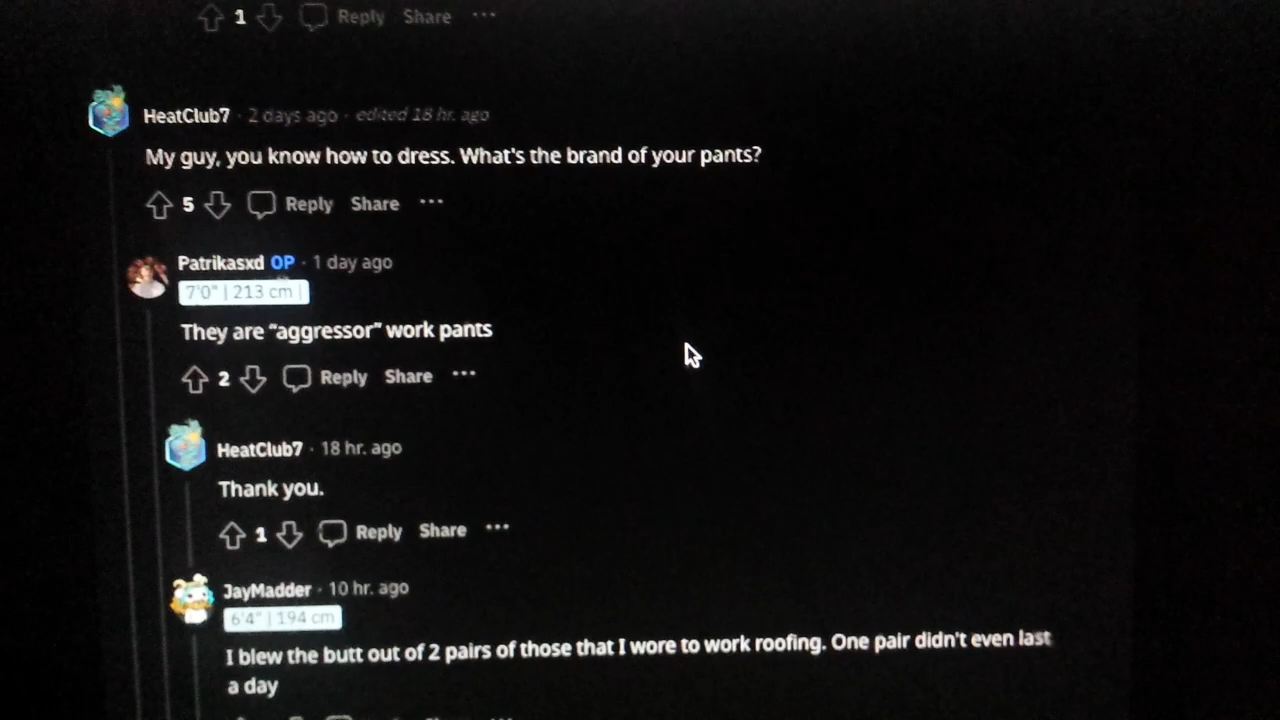 1 Reply Share ...
HeatClub7 · 2 days ago · edited 18 hr. ago
My guy, you know how to dress. What's the brand of your pants?
5 Reply Share ...
Patrikasxd OP · 1 day ago
7'0" | 213 cm |
They are “aggressor” work pants
2 Reply Share ...
HeatClub7 · 18 hr. ago
Thank you.
1 Reply Share ...
JayMadder · 10 hr. ago
6'4" | 194 cm
I blew the butt out of 2 pairs of those that I wore to work roofing. One pair didn't even last
a day